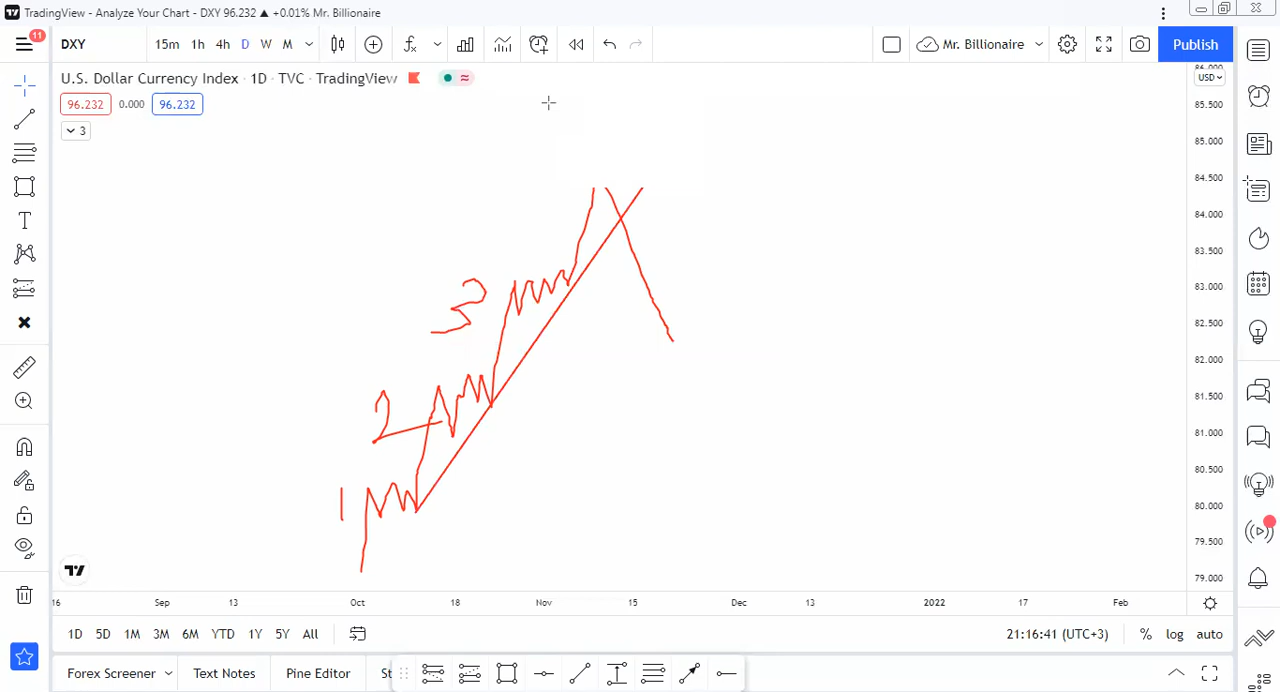 TradingView - Analyze Your Chart - DXY 96.232 ▲ +0.01% Mr. Billionaire
11
DXY 15m 1h 4h D W M Mr. Billionaire Publish
U.S. Dollar Currency Index · 1D · TVC · TradingView
USD
96.232 0.000 96.232
3
86.000
85.500
85.000
84.500
84.000
83.500
83.000
82.500
82.000
81.500
81.000
80.500
80.000
79.500
79.000
3
2
1
16 Sep 13 Oct 18 Nov 15 Dec 13 2022 17 Feb
1D 5D 1M 3M 6M YTD 1Y 5Y All 21:16:41 (UTC+3) % log auto
Forex Screener Text Notes Pine Editor St